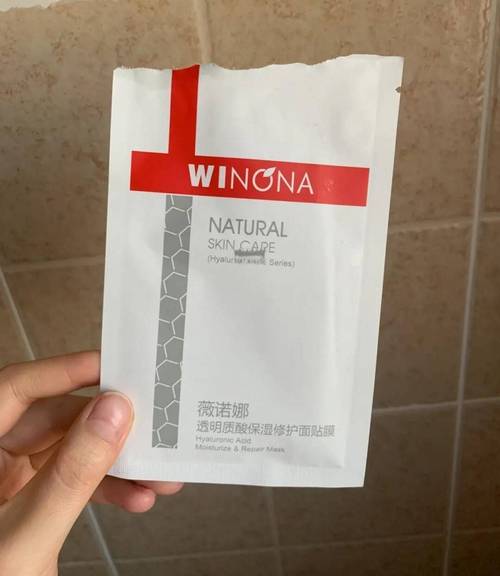 WINONA
NATURAL
SKIN CARE
Series)
薇诺娜
透明质酸保湿修护面贴膜
Hyaluronic Acid
Moisturize & Repair Mask